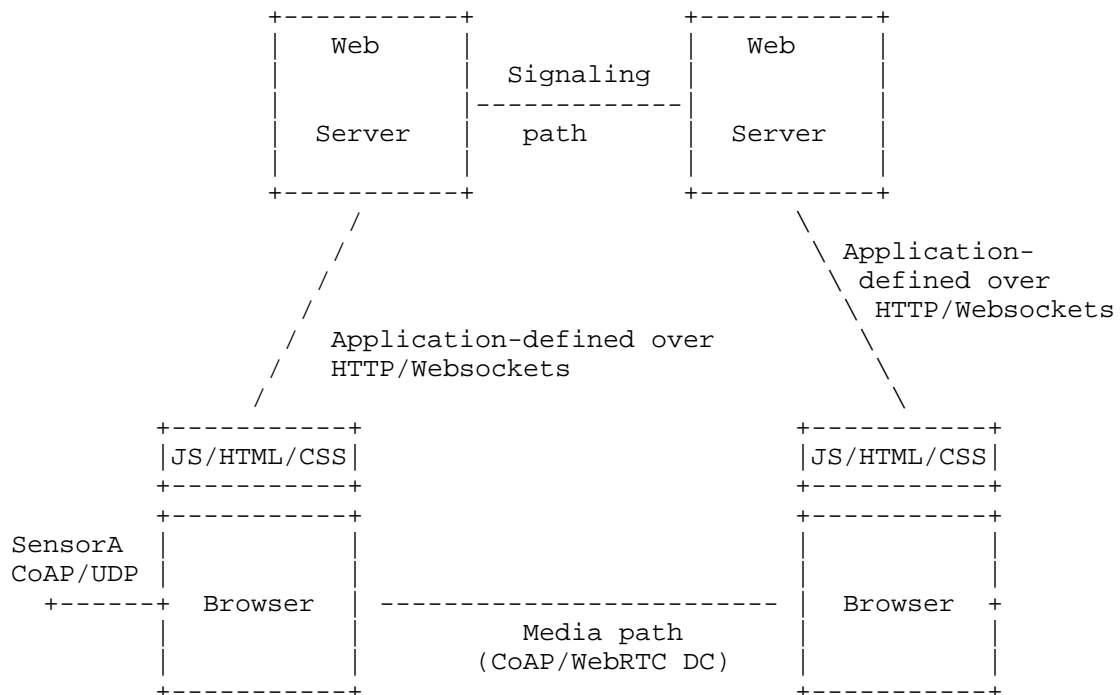 Web
Web
Signaling
Server
path
Server
Application-
defined over
HTTP/Websockets
Application-defined over
HTTP/Websockets
JS/HTML/CSS
JS/HTML/CSS
SensorA
CoAP/UDP
Browser
Browser
Media path
(CoAP/WebRTC DC)